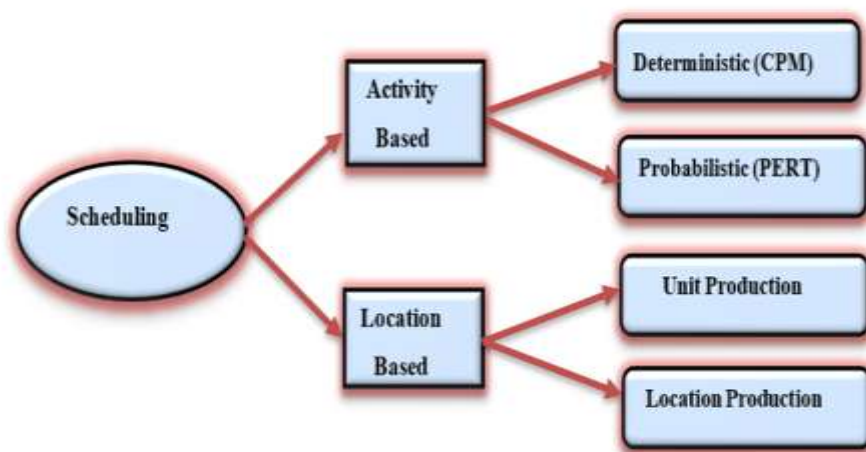 Scheduling
Activity
Based
Deterministic (CPM)
Probabilistic (PERT)
Location
Based
Unit Production
Location Production